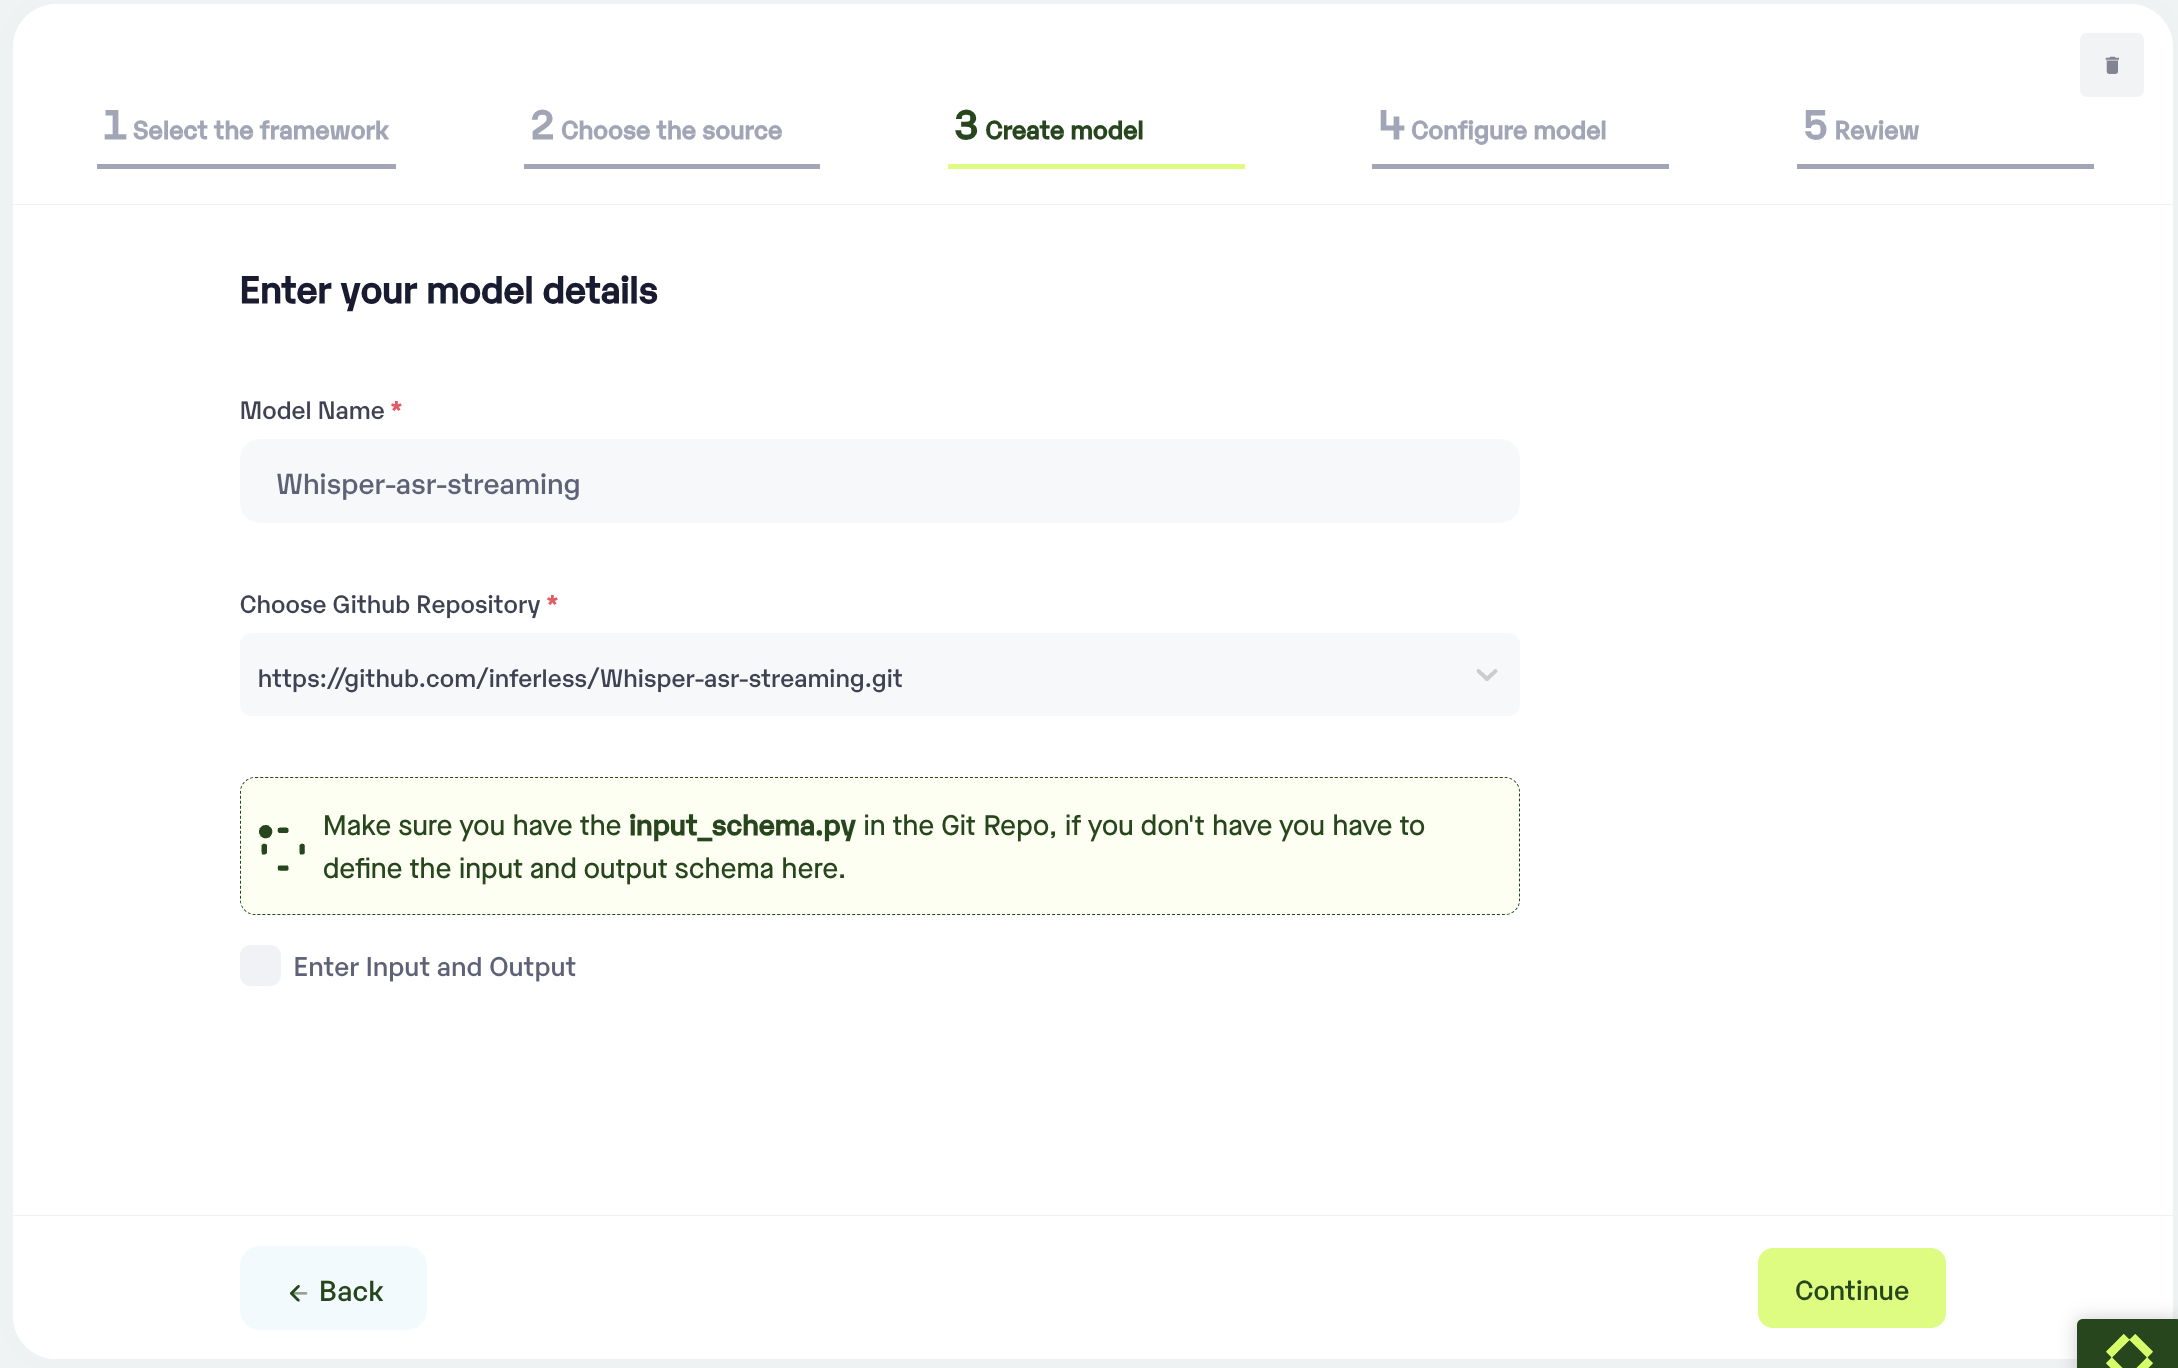 1 Select the framework
2 Choose the source
3 Create model
4 Configure model
5 Review
Enter your model details
Model Name *
Whisper-asr-streaming
Choose Github Repository *
https://github.com/inferless/Whisper-asr-streaming.git
Make sure you have the input_schema.py in the Git Repo, if you don't have you have to
define the input and output schema here.
Enter Input and Output
← Back
Continue